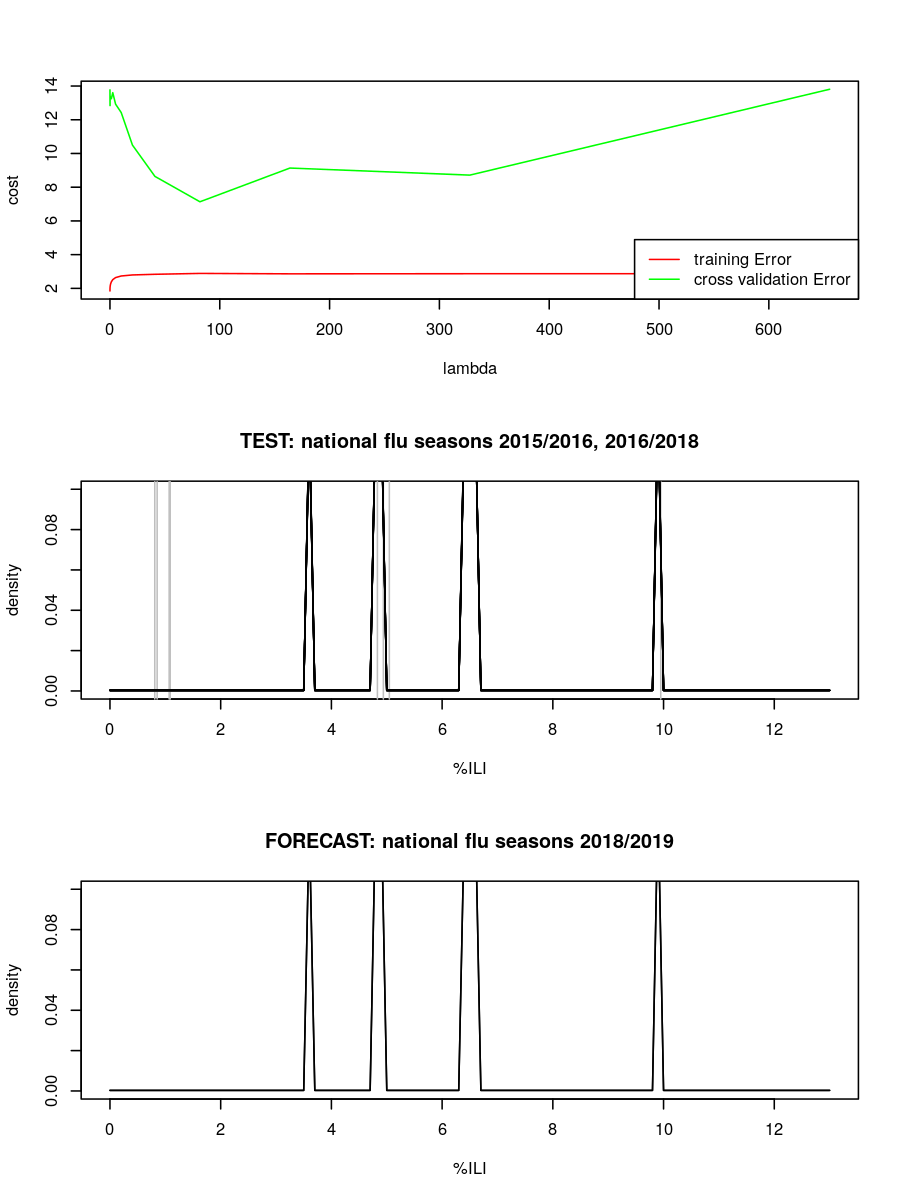 cost
14
12
10
8
6
4
2
training Error
cross validation Error
0 100 200 300 400 500 600
lambda
TEST: national flu seasons 2015/2016, 2016/2018
density
0.08
0.04
0.00
0 2 4 6 8 10 12
%ILI
FORECAST: national flu seasons 2018/2019
density
0.08
0.04
0.00
0 2 4 6 8 10 12
%ILI